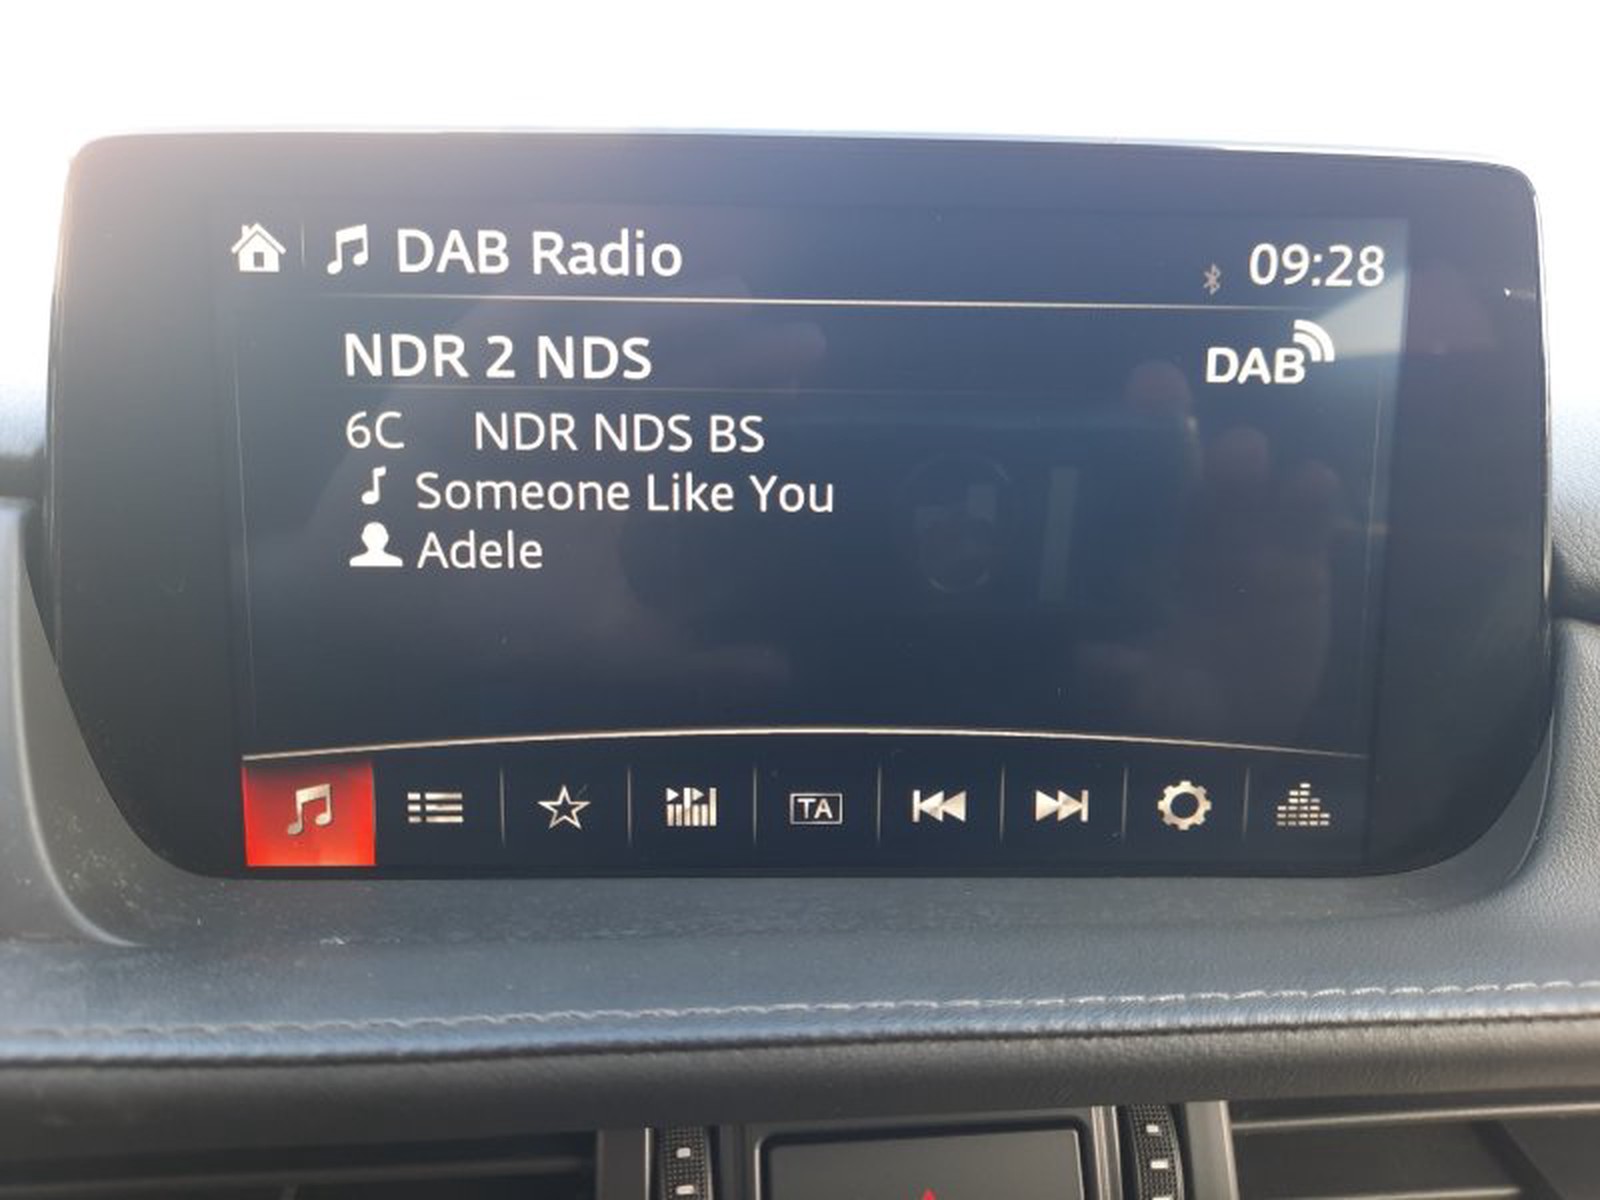 DAB Radio 09:28
NDR 2 NDS DAB
6C NDR NDS BS
Someone Like You
Adele
TA